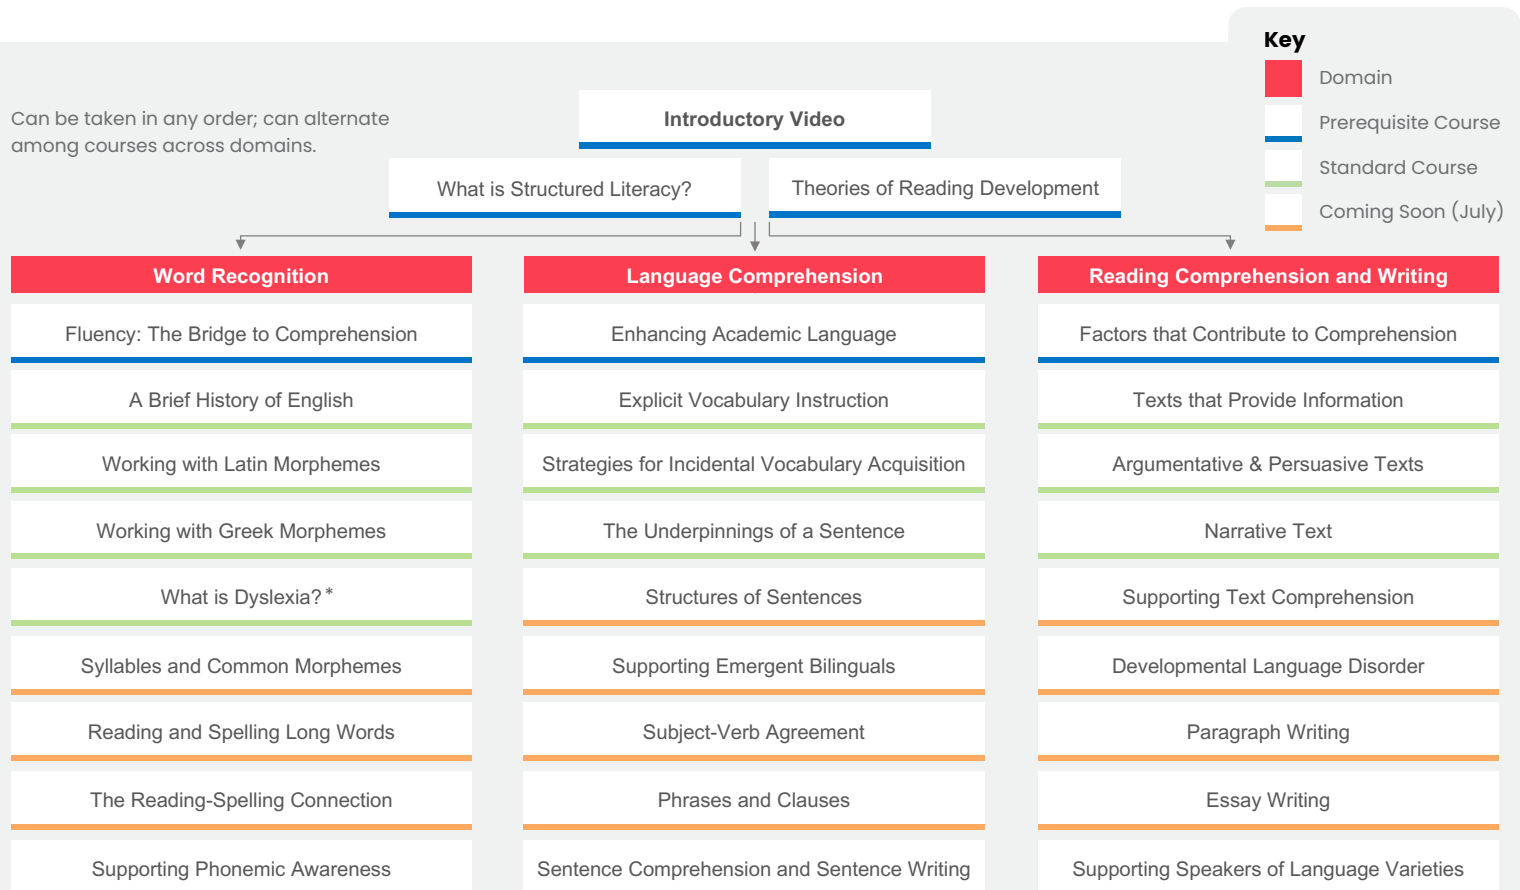 Key
Domain
Prerequisite Course
Standard Course
Coming Soon (July)
Can be taken in any order; can alternate
among courses across domains.
Introductory Video
What is Structured Literacy?
Theories of Reading Development
Word Recognition
Fluency: The Bridge to Comprehension
A Brief History of English
Working with Latin Morphemes
Working with Greek Morphemes
What is Dyslexia?*
Syllables and Common Morphemes
Reading and Spelling Long Words
The Reading-Spelling Connection
Supporting Phonemic Awareness
Language Comprehension
Enhancing Academic Language
Explicit Vocabulary Instruction
Strategies for Incidental Vocabulary Acquisition
The Underpinnings of a Sentence
Structures of Sentences
Supporting Emergent Bilinguals
Subject-Verb Agreement
Phrases and Clauses
Sentence Comprehension and Sentence Writing
Reading Comprehension and Writing
Factors that Contribute to Comprehension
Texts that Provide Information
Argumentative & Persuasive Texts
Narrative Text
Supporting Text Comprehension
Developmental Language Disorder
Paragraph Writing
Essay Writing
Supporting Speakers of Language Varieties